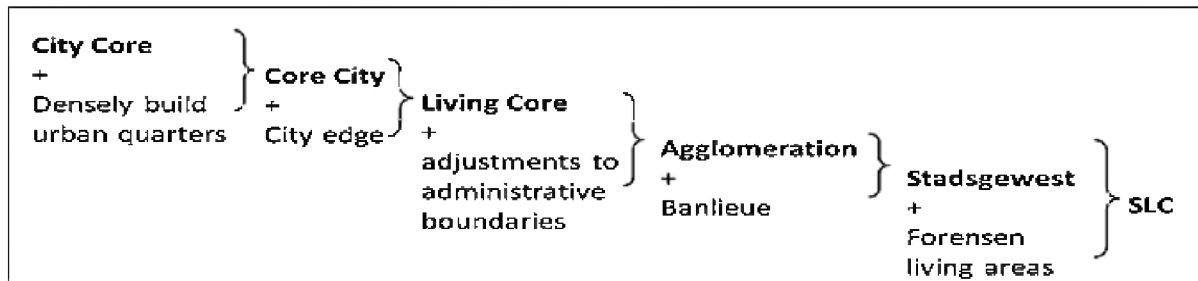 City Core
+
Densely build
urban quarters
Core City
+
City edge
Living Core
+
adjustments to
administrative
boundaries
Agglomeration
+
Banlieue
Stadsgewest
+
Forensen
living areas
SLC